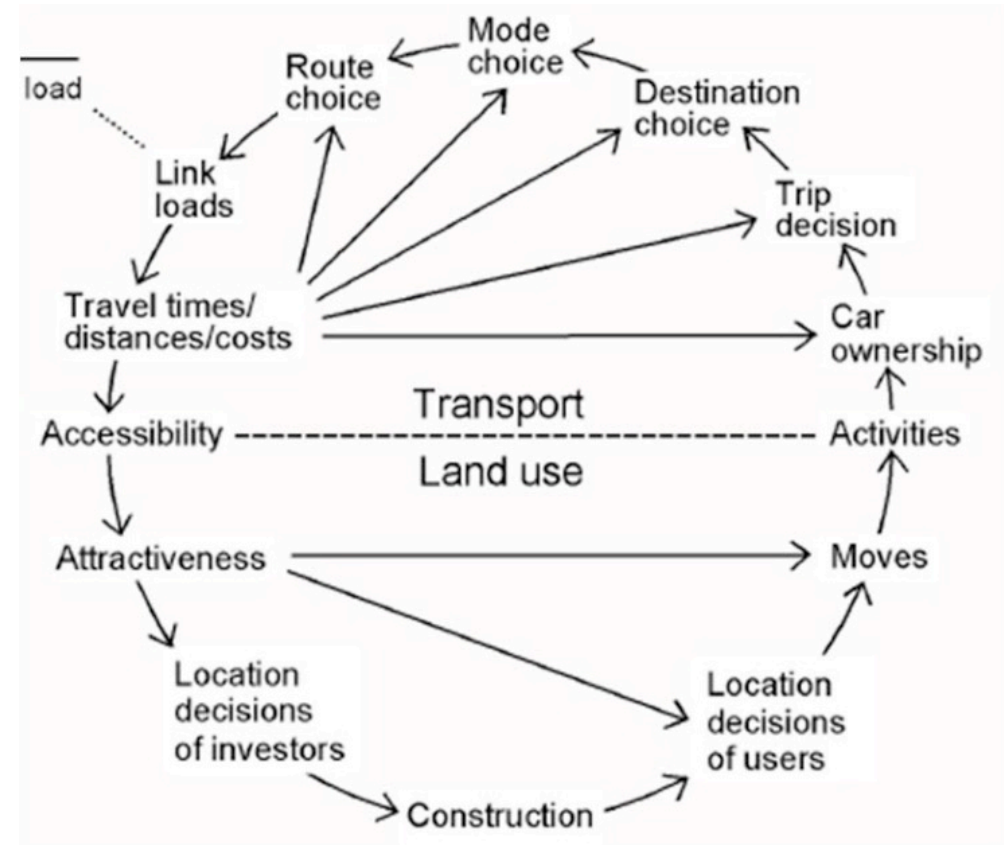 Mode
choice
Route
choice
load
Destination
choice
Link
loads
Trip
decision
Travel times/
distances/costs
Car
ownership
Transport
Accessibility
Activities
Land use
Attractiveness
Moves
Location
decisions
of investors
Location
decisions
of users
Construction